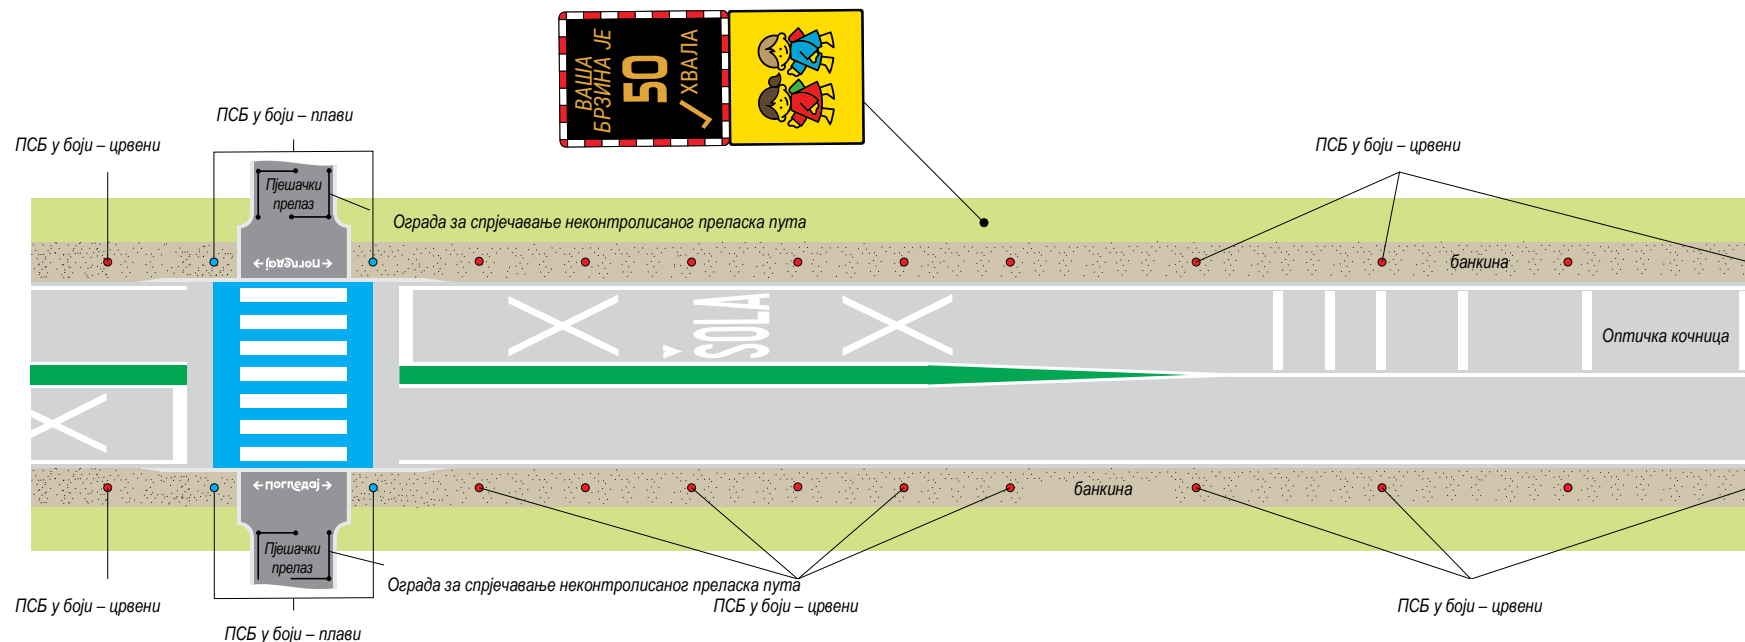 ВАША
БРЗИНА ЈЕ
50
ХВАЛА
ПСБ у боји – плави
ПСБ у боји – црвени
ПСБ у боји – црвени
Пјешачки
прелаз
Ограда за спрјечавање неконтролисаног преласка пута
←Погледај→
банкина
ŠOLA
Оптичка кочница
←Погледај→
банкина
Пјешачки
прелаз
Ограда за спрјечавање неконтролисаног преласка пута
ПСБ у боји – црвени
ПСБ у боји – црвени
ПСБ у боји – црвени
ПСБ у боји – плави